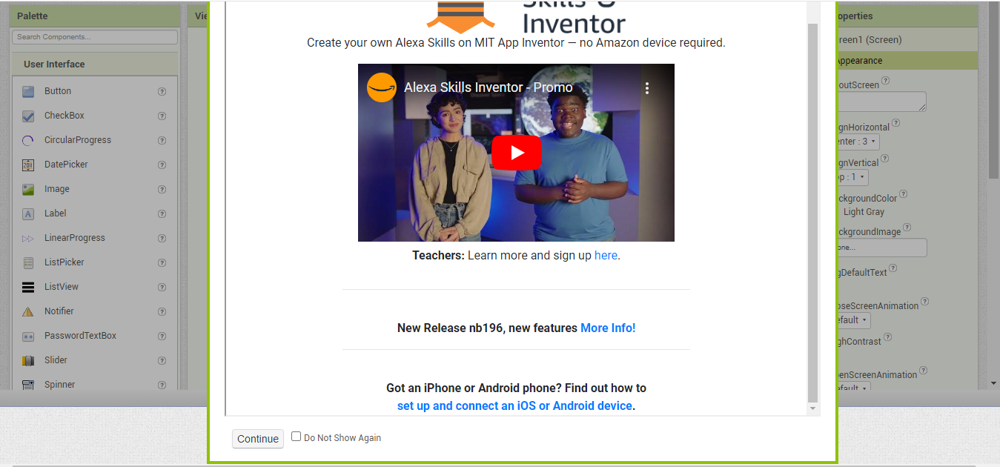 Palette
Search Components...
User Interface
Button
CheckBox
CircularProgress
DatePicker
Image
Label
LinearProgress
ListPicker
ListView
Notifier
PasswordTextBox
Slider
Spinner
Inventor
Create your own Alexa Skills on MIT App Inventor — no Amazon device required.
Alexa Skills Inventor - Promo
Teachers: Learn more and sign up here.
New Release nb196, new features More Info!
Got an iPhone or Android phone? Find out how to
set up and connect an iOS or Android device.
Continue
Do Not Show Again
operties
reen1 (Screen)
Appearance
outScreen
gnHorizontal
enter : 3
gnVertical
op : 1
ckgroundColor
Light Gray
ckgroundImage
one...
gDefaultText
oseScreenAnimation
efault
ghContrast
enScreenAnimation
efault